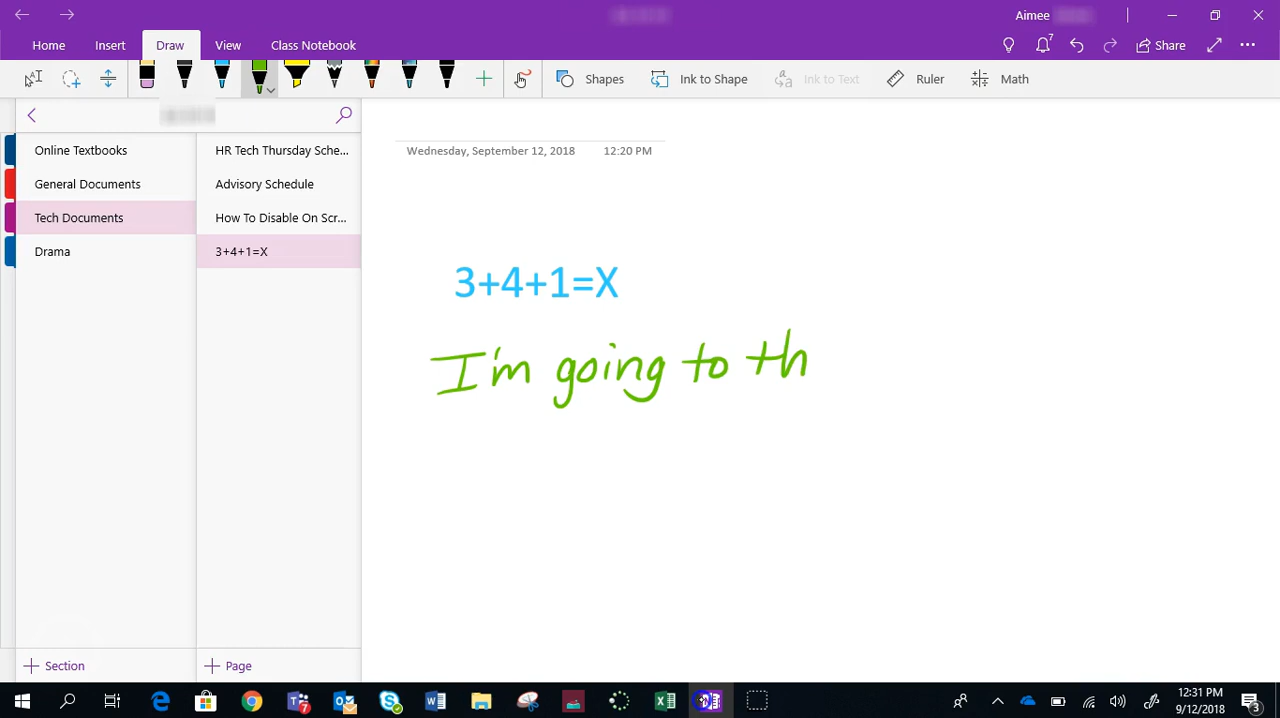 Aimee
Home Insert Draw View Class Notebook
7
Share
Shapes Ink to Shape Ink to Text Ruler Math
Online Textbooks
General Documents
Tech Documents
Drama
HR Tech Thursday Sche...
Advisory Schedule
How To Disable On Scr...
3+4+1=X
Wednesday, September 12, 2018 12:20 PM
3+4+1=X
I'm going to th
+ Section
+ Page
12:31 PM
9/12/2018
3